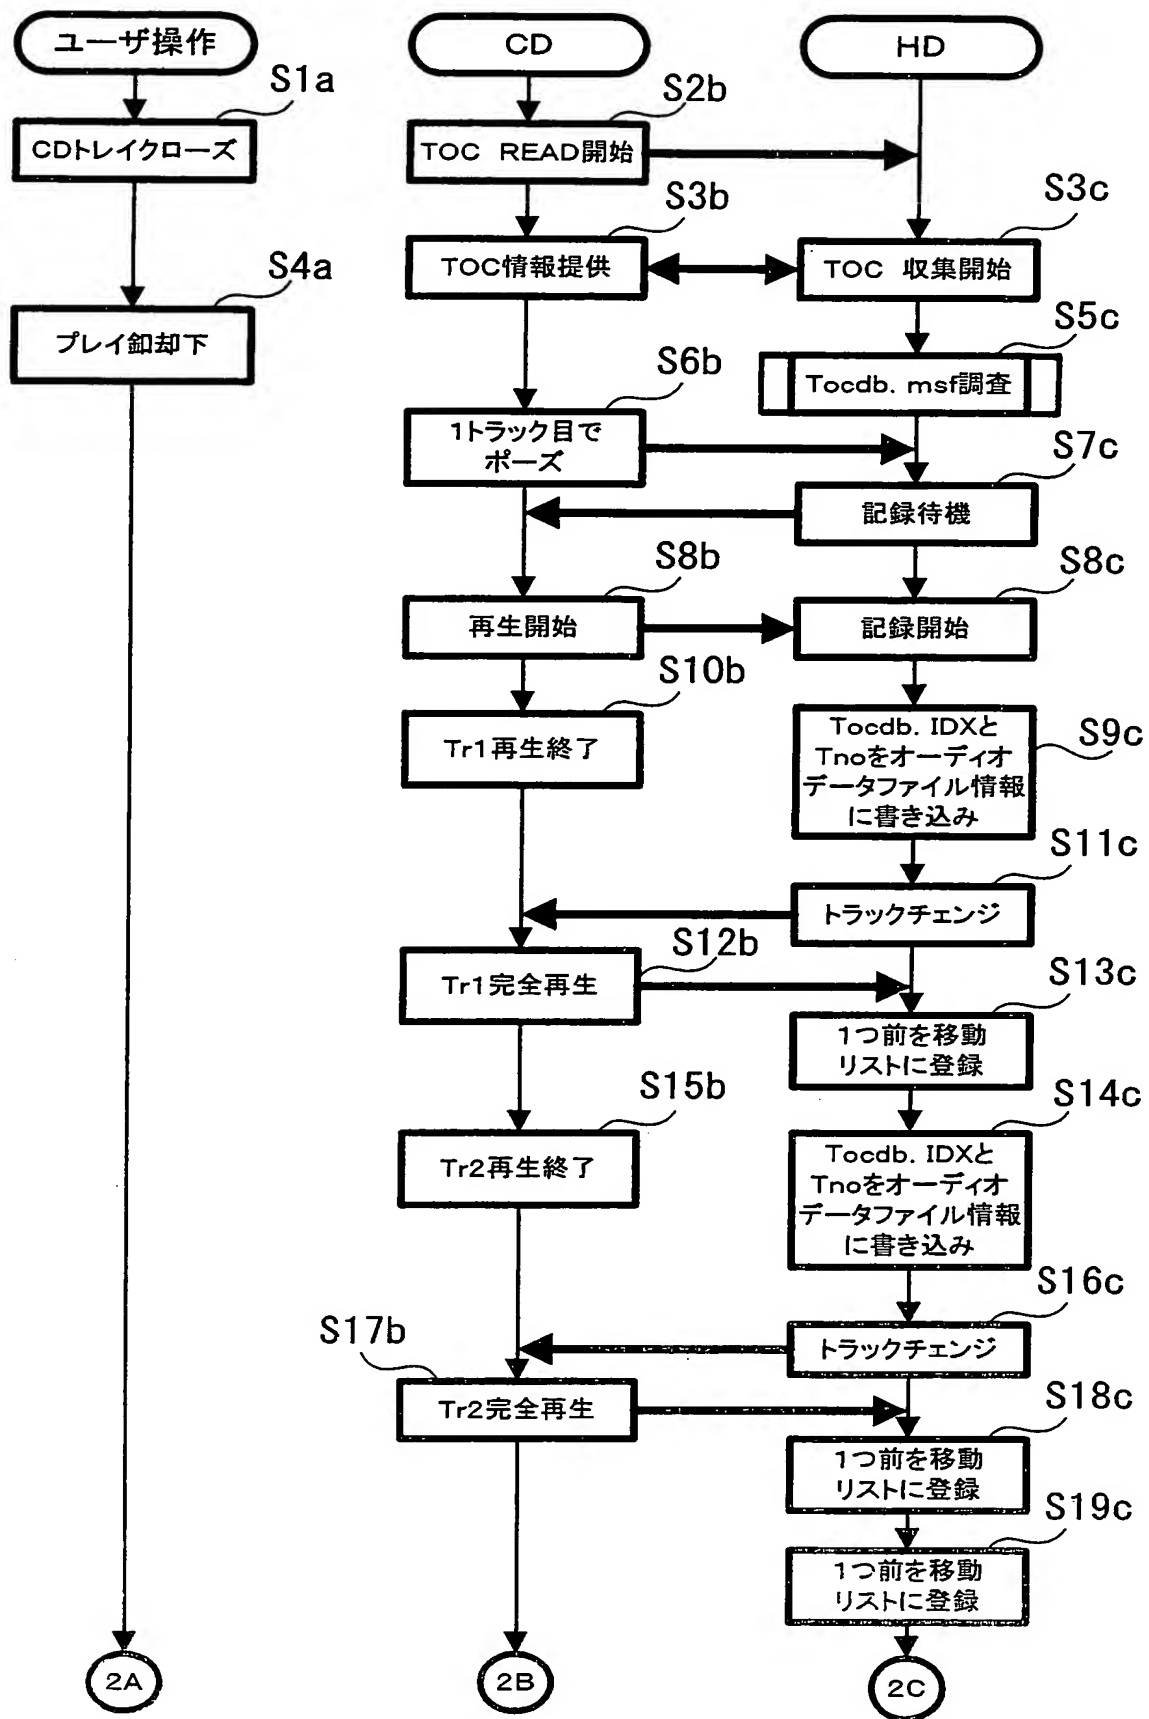 ユーザ操作
CD
HD
S1a
CDトレイクローズ
S2b
TOC READ開始
S3b
TOC情報提供
S3c
TOC 収集開始
S4a
プレイ釦却下
S5c
Tocdb. msf調査
S6b
1トラック目で
ポーズ
S7c
記録待機
S8b
再生開始
S8c
記録開始
S10b
Tr1再生終了
S9c
Tocdb. IDXと
Tnoをオーディオ
データファイル情報
に書き込み
S11c
トラックチェンジ
S12b
Tr1完全再生
S13c
1つ前を移動
リストに登録
S15b
Tr2再生終了
S14c
Tocdb. IDXと
Tnoをオーディオ
データファイル情報
に書き込み
S16c
トラックチェンジ
S17b
Tr2完全再生
S18c
1つ前を移動
リストに登録
S19c
1つ前を移動
リストに登録
2A
2B
2C